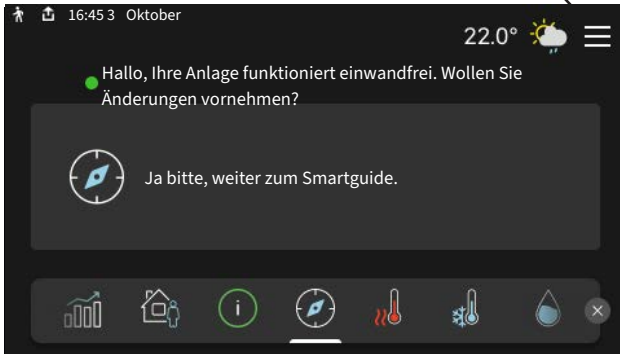 16:45 3 Oktober
22.0°
Hallo, Ihre Anlage funktioniert einwandfrei. Wollen Sie
Änderungen vornehmen?
Ja bitte, weiter zum Smartguide.
i